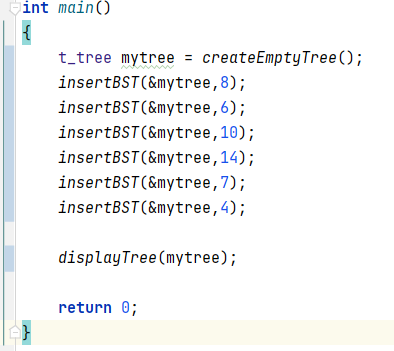 int main()
{
    t_tree mytree = createEmptyTree();
    insertBST(&mytree,8);
    insertBST(&mytree,6);
    insertBST(&mytree,10);
    insertBST(&mytree,14);
    insertBST(&mytree,7);
    insertBST(&mytree,4);

    displayTree(mytree);

    return 0;
}